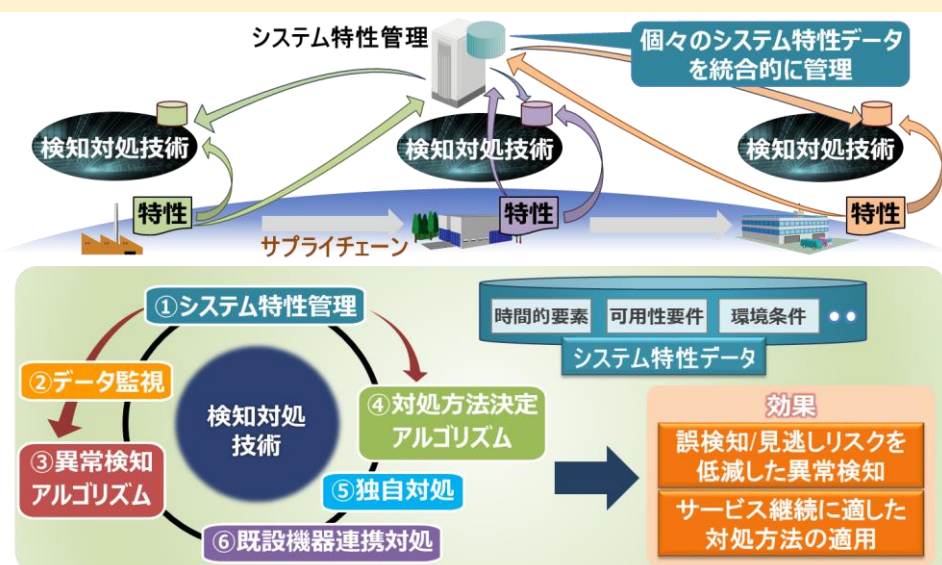 システム特性管理
個々のシステム特性データ
を統合的に管理
検知対処技術
検知対処技術
検知対処技術
特性
特性
特性
サプライチェーン
①システム特性管理
②データ監視
③異常検知
アルゴリズム
検知対処
技術
④対処方法決定
アルゴリズム
⑤独自対処
⑥既設機器連携対処
時間的要素
可用性要件
環境条件
●●
システム特性データ
効果
誤検知/見逃しリスクを
低減した異常検知
サービス継続に適した
対処方法の適用